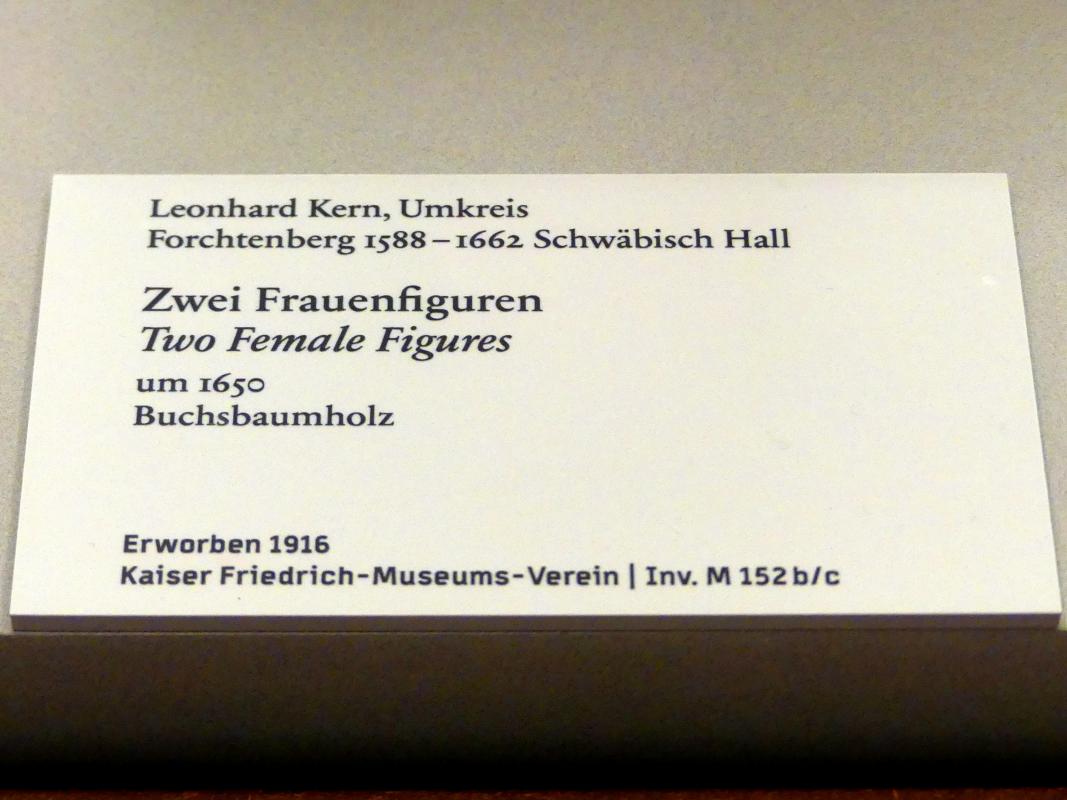 Leonhard Kern, Umkreis
Forchtenberg 1588–1662 Schwäbisch Hall
Zwei Frauenfiguren
Two Female Figures
um 1650
Buchsbaumholz
Erworben 1916
Kaiser Friedrich-Museums-Verein | Inv. M 152 b/c